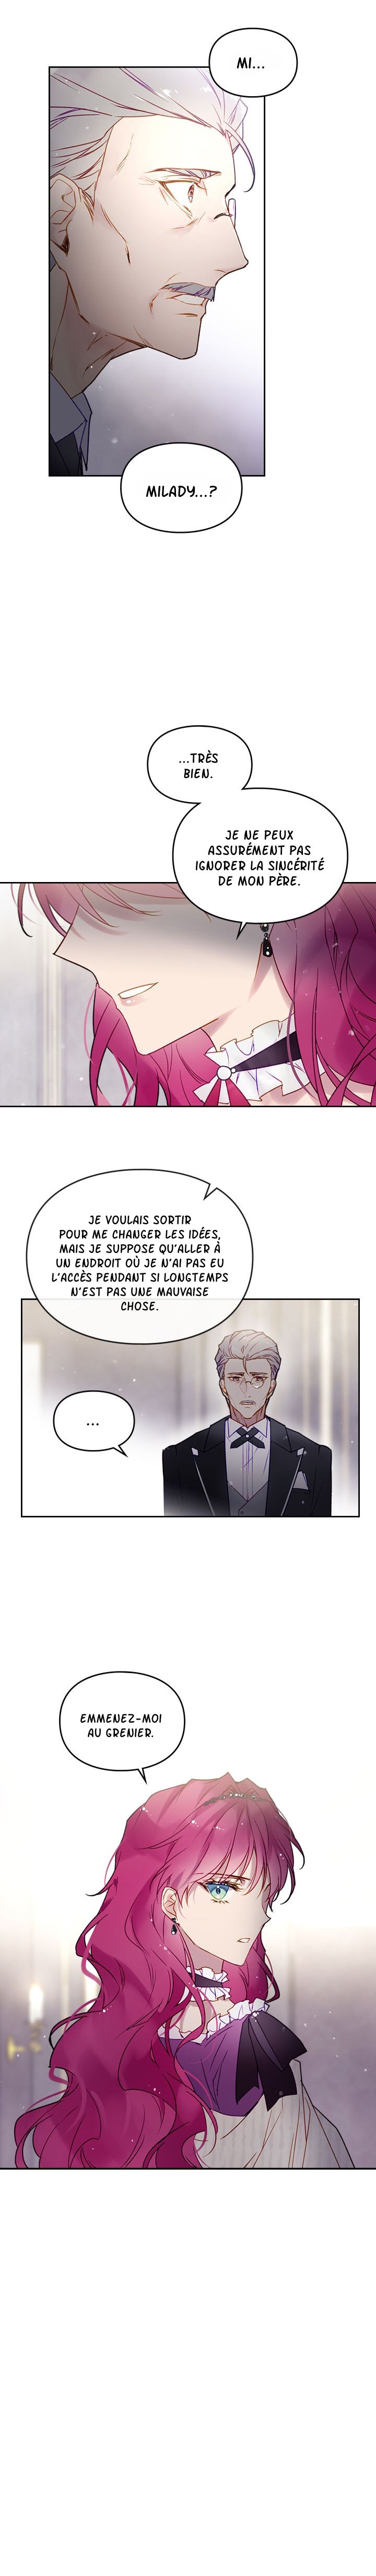 MI...
MILADY...?
...TRÈS
BIEN.
JE NE PEUX
ASSURÉMENT PAS
IGNORER LA SINCÉRITÉ
DE MON PÈRE.
JE VOULAIS SORTIR
POUR ME CHANGER LES IDÉES,
MAIS JE SUPPOSE QU'ALLER À
UN ENDROIT OÙ JE N'AI PAS EU
L'ACCÈS PENDANT SI LONGTEMPS
N'EST PAS UNE MAUVAISE
CHOSE.
...
EMMENEZ-MOI
AU GRENIER.